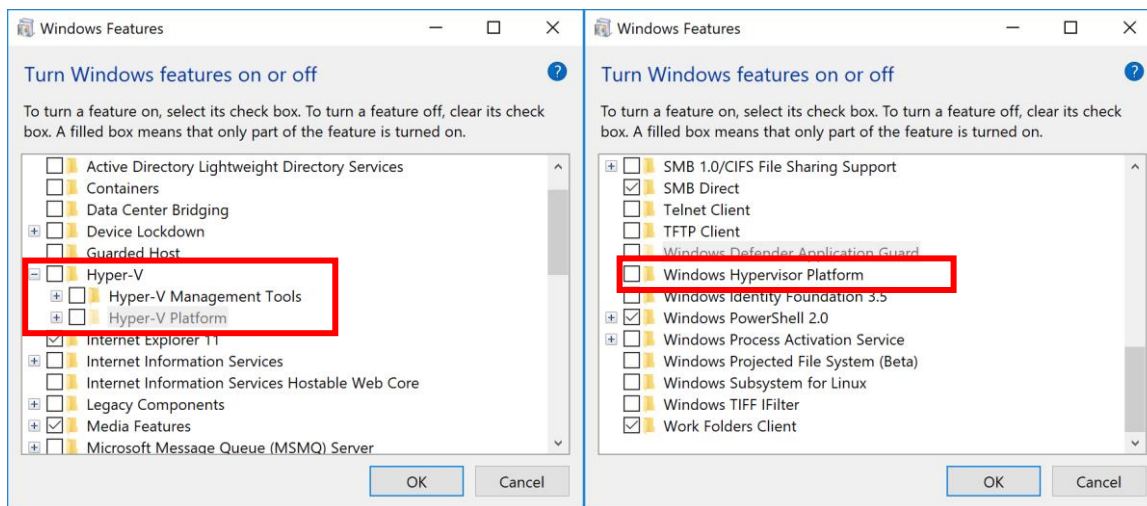 Windows Features
Turn Windows features on or off
To turn a feature on, select its check box. To turn a feature off, clear its check
box. A filled box means that only part of the feature is turned on.
Active Directory Lightweight Directory Services
Containers
Data Center Bridging
Device Lockdown
Guarded Host
Hyper-V
Hyper-V Management Tools
Hyper-V Platform
Internet Explorer 11
Internet Information Services
Internet Information Services Hostable Web Core
Legacy Components
Media Features
Microsoft Message Queue (MSMQ) Server
OK
Cancel
Windows Features
Turn Windows features on or off
To turn a feature on, select its check box. To turn a feature off, clear its check
box. A filled box means that only part of the feature is turned on.
SMB 1.0/CIFS File Sharing Support
SMB Direct
Telnet Client
TFTP Client
Windows Defender Application Guard
Windows Hypervisor Platform
Windows Identity Foundation 3.5
Windows PowerShell 2.0
Windows Process Activation Service
Windows Projected File System (Beta)
Windows Subsystem for Linux
Windows TIFF IFilter
Work Folders Client
OK
Cancel